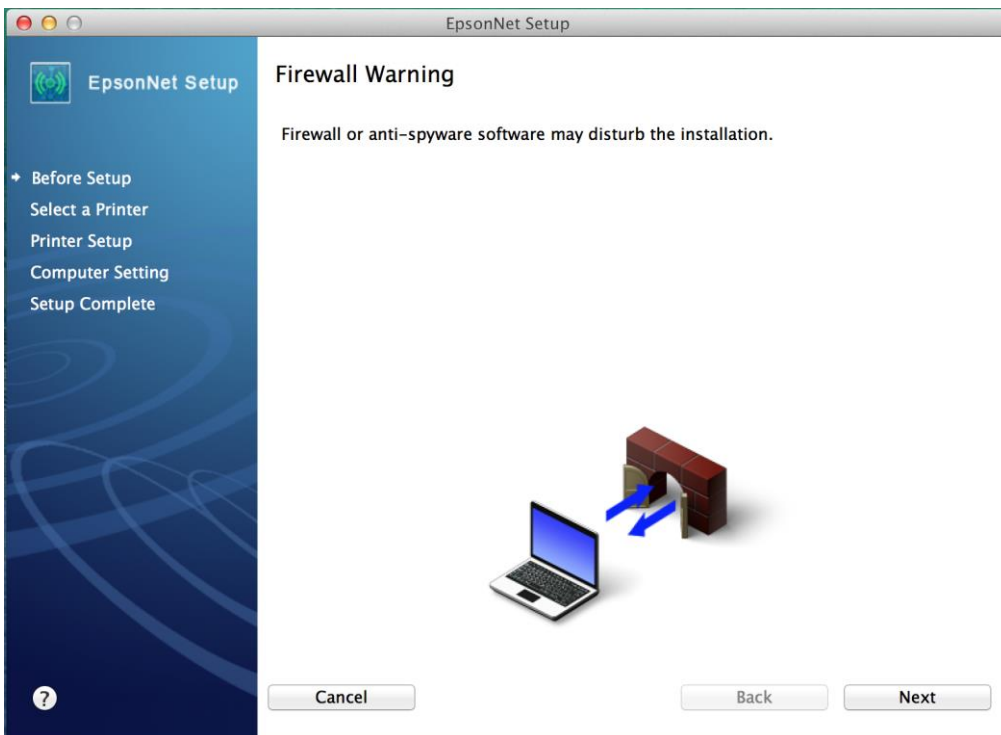 EpsonNet Setup
EpsonNet Setup
Firewall Warning
Firewall or anti-spyware software may disturb the installation.
Before Setup
Select a Printer
Printer Setup
Computer Setting
Setup Complete
?
Cancel
Back
Next